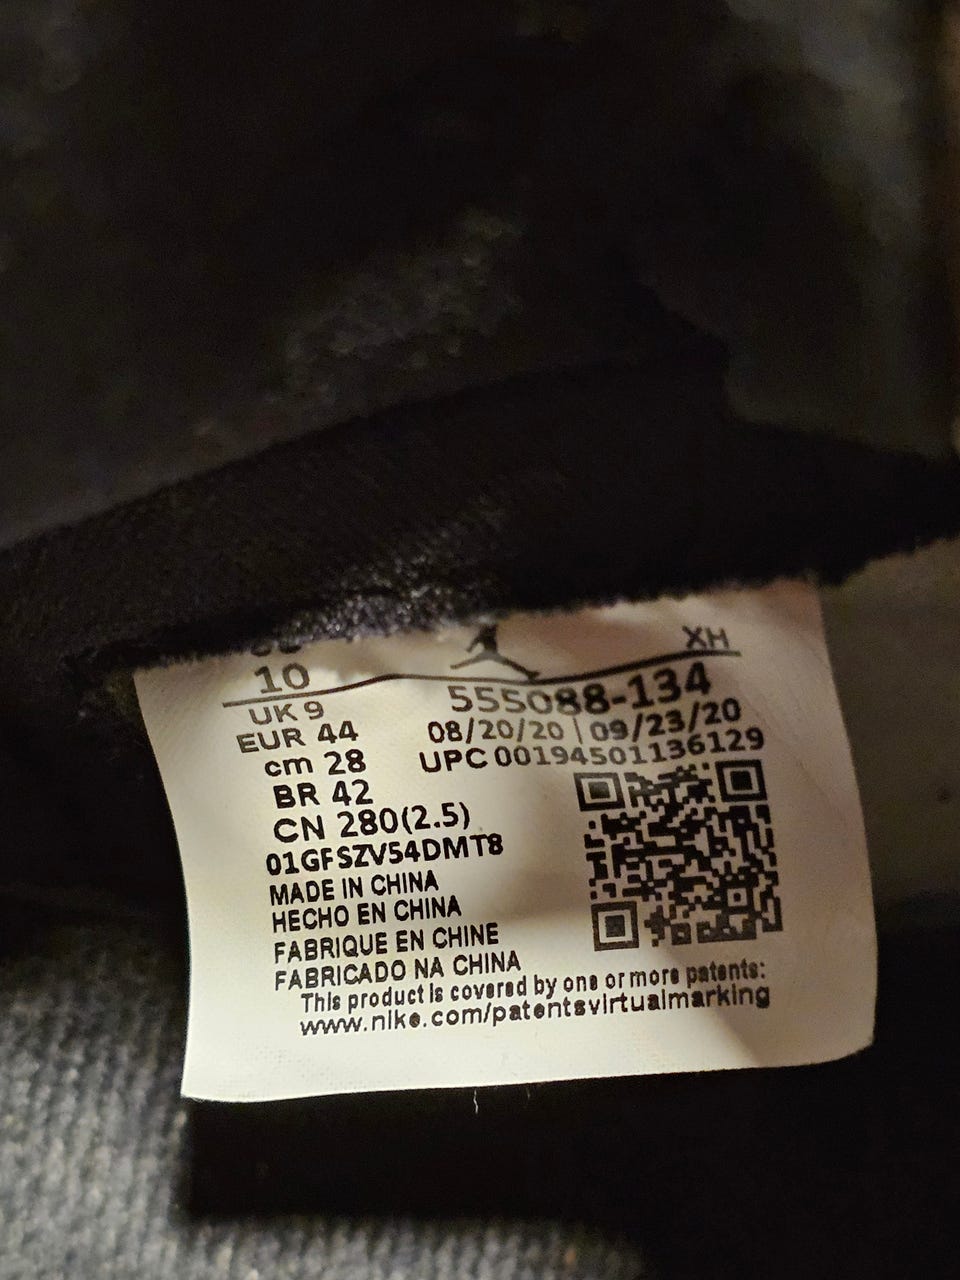 10
XH
UK 9
555088-134
EUR 44
08/20/20 | 09/23/20
cm 28
UPC 00194501136129
BR 42
CN 280(2.5)
01GFSZV54DMT8
MADE IN CHINA
HECHO EN CHINA
FABRIQUE EN CHINE
FABRICADO NA CHINA
This product is covered by one or more patents:
www.nike.com/patentsvirtualmarking